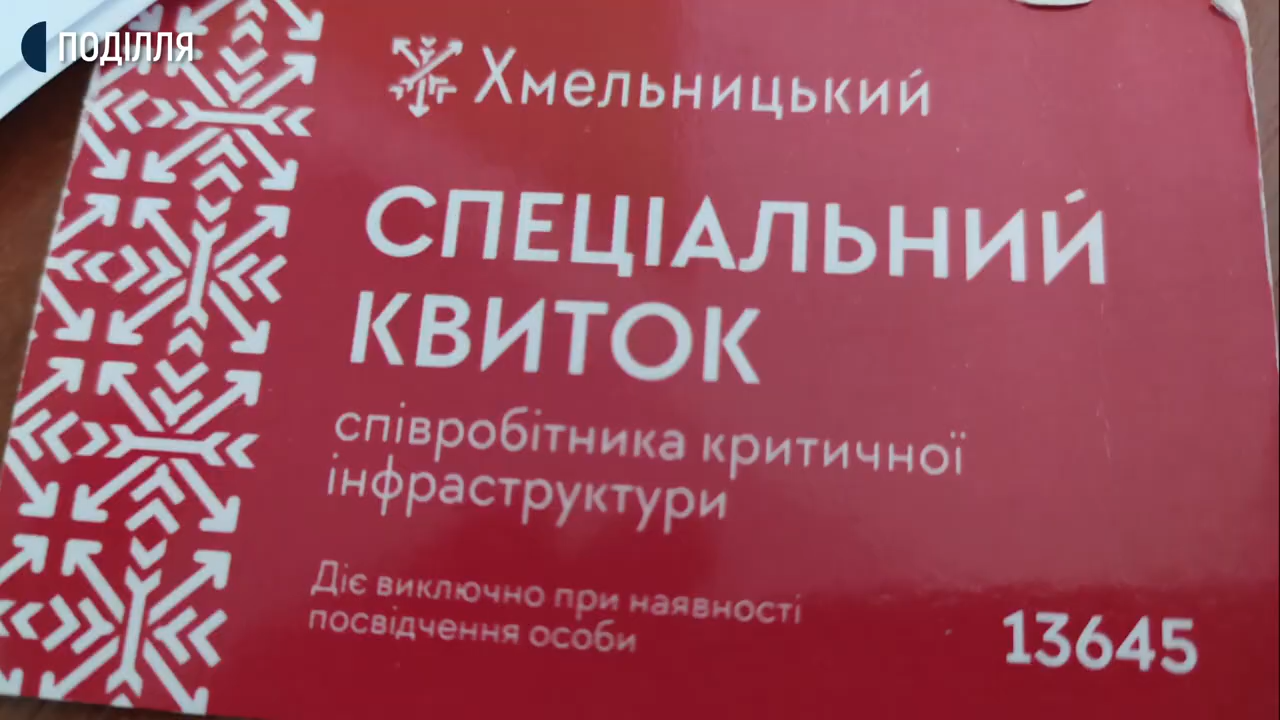 ПОДІЛЛЯ
Хмельницький
СПЕЦІАЛЬНИЙ
КВИТОК
співробітника критичної
інфраструктури
Діє виключно при наявності
посвідчення особи
13645